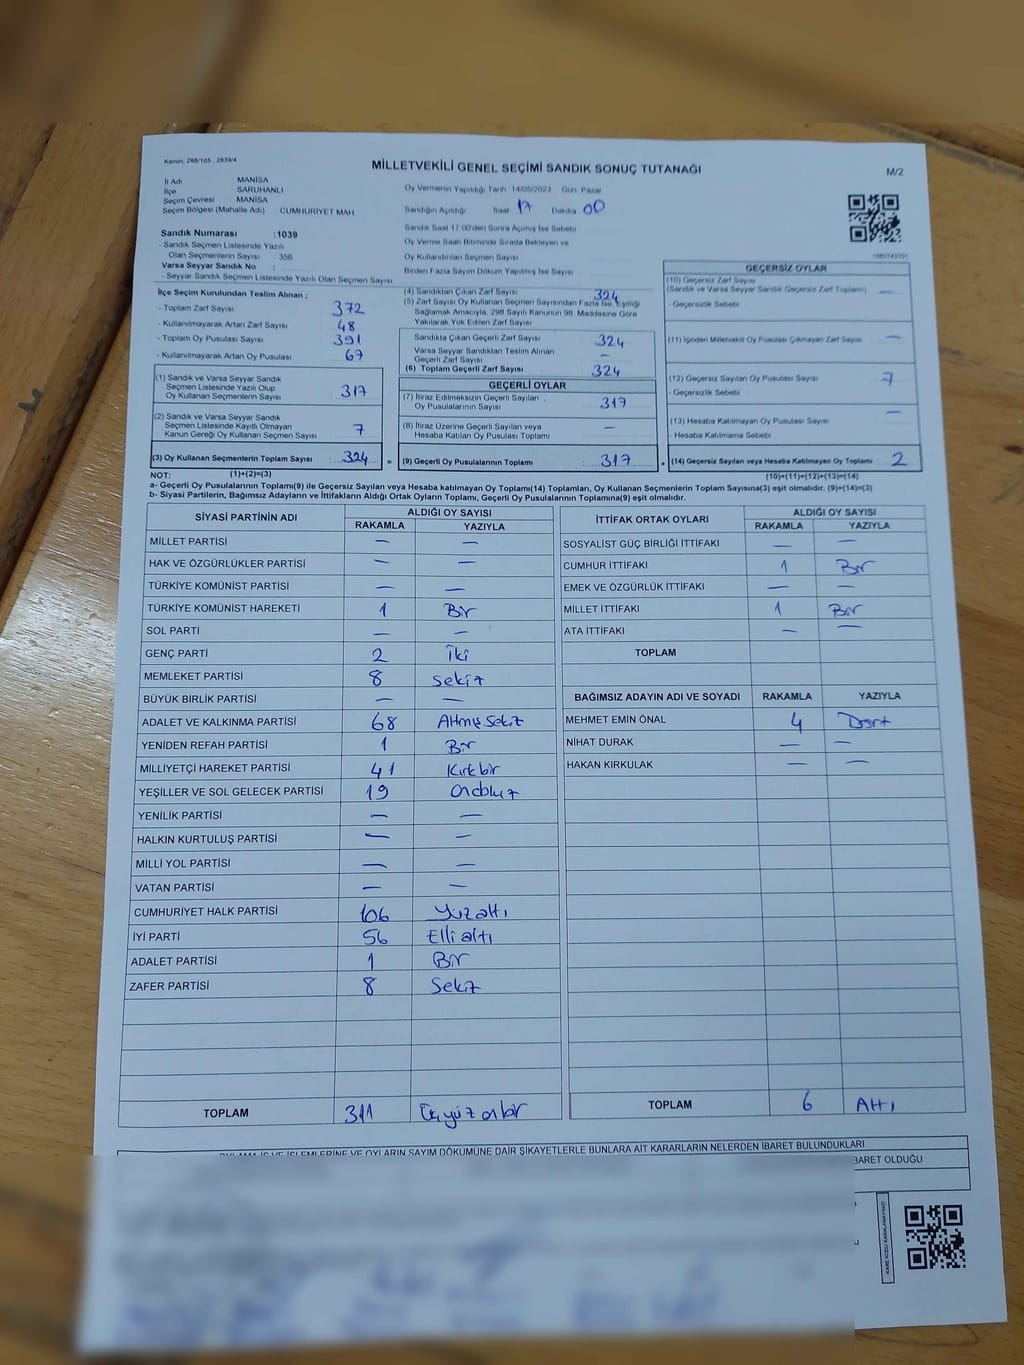 Kanun, 298/105 , 2839/4
MİLLETVEKİLİ GENEL SEÇİMİ SANDIK SONUÇ TUTANAĞI
M/2
İl Adı MANİSA
İlçe SARUHANLI
Seçim Çevresi MANİSA
Seçim Bölgesi (Mahalle Adı) : CUMHURİYET MAH
Oy Vermenin Yapıldığı Tarih :14/05/2023 Gün: Pazar
Sandığın Açıldığı Saat 17 Dakika 00
Sandık Saat 17.00'den Sonra Açılmış İse Sebebi
Oy Verme Saati Bitiminde Sırada Bekleyen ve
Oy Kullandırılan Seçmen Sayısı
Birden Fazla Sayım Döküm Yapılmış İse Sayısı
Sandık Numarası :1039
- Sandık Seçmen Listesinde Yazılı
Olan Seçmenlerin Sayısı : 356
Varsa Seyyar Sandık No :
- Seyyar Sandık Seçmen Listesinde Yazılı Olan Seçmen Sayısı
İlçe Seçim Kurulundan Teslim Alınan ;
- Toplam Zarf Sayısı 372
- Kullanılmayarak Artan Zarf Sayısı 48
- Toplam Oy Pusulası Sayısı 391
- Kullanılmayarak Artan Oy Pusulası 67
(1) Sandık ve Varsa Seyyar Sandık
Seçmen Listesinde Yazılı Olup
Oy Kullanan Seçmenlerin Sayısı 317
(2) Sandık ve Varsa Seyyar Sandık
Seçmen Listesinde Kayıtlı Olmayan
Kanun Gereği Oy Kullanan Seçmen Sayısı 7
(3) Oy Kullanan Seçmenlerin Toplam Sayısı 324 =
(4) Sandıktan Çıkan Zarf Sayısı 324
(5) Zarf Sayısı Oy Kullanan Seçmen Sayısından Fazla İse, Eşitliği
Sağlamak Amacıyla, 298 Sayılı Kanunun 98. Maddesine Göre
Yakılarak Yok Edilen Zarf Sayısı
Sandıkta Çıkan Geçerli Zarf Sayısı 324
Varsa Seyyar Sandıktan Teslim Alınan
Geçerli Zarf Sayısı —
(6) Toplam Geçerli Zarf Sayısı 324
GEÇERLİ OYLAR
(7) İtiraz Edilmeksizin Geçerli Sayılan
Oy Pusulalarının Sayısı 317
(8) İtiraz Üzerine Geçerli Sayılan veya
Hesaba Katılan Oy Pusulası Toplamı —
(9) Geçerli Oy Pusulalarının Toplamı 317 +
GEÇERSİZ OYLAR
(10) Geçersiz Zarf Sayısı
(Sandık ve Varsa Seyyar Sandık Geçersiz Zarf Toplamı) —
- Geçersizlik Sebebi
(11) İçinden Milletvekili Oy Pusulası Çıkmayan Zarf Sayısı —
(12) Geçersiz Sayılan Oy Pusulası Sayısı 7
- Geçersizlik Sebebi
(13) Hesaba Katılmayan Oy Pusulası Sayısı —
- Hesaba Katılmama Sebebi
(14) Geçersiz Sayılan veya Hesaba Katılmayan Oy Toplamı 2
NOT: (1)+(2)=(3) (10)+(11)+(12)+(13)=(14)
a- Geçerli Oy Pusulalarının Toplamı(9) ile Geçersiz Sayılan veya Hesaba Katılmayan Oy Toplamı(14) Toplamları, Oy Kullanan Seçmenlerin Toplam Sayısına(3) eşit olmalıdır. (9)+(14)=(3)
b- Siyasi Partilerin, Bağımsız Adayların ve İttifakların Aldığı Ortak Oyların Toplamı, Geçerli Oy Pusulalarının Toplamına(9) eşit olmalıdır.
SİYASİ PARTİNİN ADI ALDIĞI OY SAYISI
RAKAMLA YAZIYLA
MİLLET PARTİSİ — —
HAK VE ÖZGÜRLÜKLER PARTİSİ — —
TÜRKİYE KOMÜNİST PARTİSİ — —
TÜRKİYE KOMÜNİST HAREKETİ 1 Bir
SOL PARTİ — —
GENÇ PARTİ 2 İki
MEMLEKET PARTİSİ 8 Sekiz
BÜYÜK BİRLİK PARTİSİ — —
ADALET VE KALKINMA PARTİSİ 68 Atmış Sekiz
YENİDEN REFAH PARTİSİ 1 Bir
MİLLİYETÇİ HAREKET PARTİSİ 41 Kırkbir
YEŞİLLER VE SOL GELECEK PARTİSİ 19 Ondokuz
YENİLİK PARTİSİ — —
HALKIN KURTULUŞ PARTİSİ — —
MİLLİ YOL PARTİSİ — —
VATAN PARTİSİ — —
CUMHURİYET HALK PARTİSİ 106 Yüzaltı
İYİ PARTİ 56 Elli altı
ADALET PARTİSİ 1 Bir
ZAFER PARTİSİ 8 Sekiz
TOPLAM 311 Üçyüz onbir
İTTİFAK ORTAK OYLARI ALDIĞI OY SAYISI
RAKAMLA YAZIYLA
SOSYALİST GÜÇ BİRLİĞİ İTTİFAKI — —
CUMHUR İTTİFAKI 1 Bir
EMEK VE ÖZGÜRLÜK İTTİFAKI — —
MİLLET İTTİFAKI 1 Bir
ATA İTTİFAKI — —
TOPLAM
BAĞIMSIZ ADAYIN ADI VE SOYADI RAKAMLA YAZIYLA
MEHMET EMİN ÖNAL 4 Dört
NİHAT DURAK — —
HAKAN KIRKULAK — —
TOPLAM 6 Altı
OYLAMA İŞ VE İŞLEMLERİNE VE OYLARIN SAYIM DÖKÜMÜNE DAİR ŞİKAYETLERLE BUNLARA AİT KARARLARIN NELERDEN İBARET BULUNDUKLARI
BARET OLDUĞU
KARE KODU KARALAMAYINIZ!